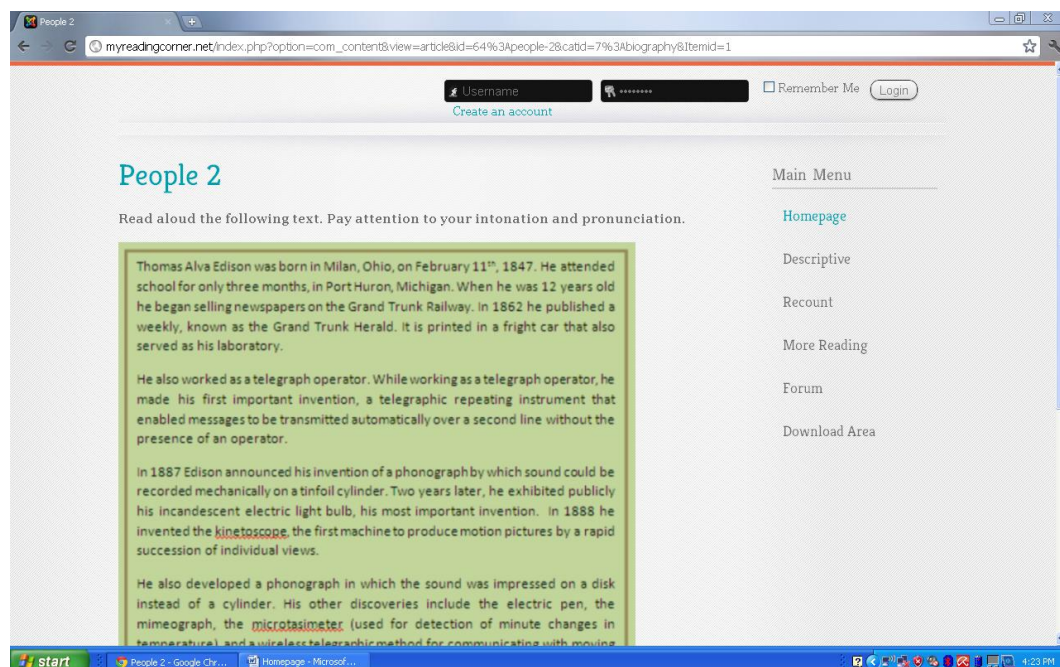 People 2
myreadingcorner.net/index.php?option=com_content&view=article&id=64%3Apeople-2&catid=7%3Abiography&Itemid=1
Username
Remember Me
Login
Create an account
People 2
Read aloud the following text. Pay attention to your intonation and pronunciation.
Thomas Alva Edison was born in Milan, Ohio, on February 11th, 1847. He attended
school for only three months, in Port Huron, Michigan. When he was 12 years old
he began selling newspapers on the Grand Trunk Railway. In 1862 he published a
weekly, known as the Grand Trunk Herald. It is printed in a fright car that also
served as his laboratory.
He also worked as a telegraph operator. While working as a telegraph operator, he
made his first important invention, a telegraphic repeating instrument that
enabled messages to be transmitted automatically over a second line without the
presence of an operator.
In 1887 Edison announced his invention of a phonograph by which sound could be
recorded mechanically on a tinfoil cylinder. Two years later, he exhibited publicly
his incandescent electric light bulb, his most important invention. In 1888 he
invented the kinetoscope, the first machine to produce motion pictures by a rapid
succession of individual views.
He also developed a phonograph in which the sound was impressed on a disk
instead of a cylinder. His other discoveries include the electric pen, the
mimeograph, the microtasimeter (used for detection of minute changes in
temperature), and a wireless telegraphic method for communicating with moving
Main Menu
Homepage
Descriptive
Recount
More Reading
Forum
Download Area
start
People 2 - Google Chr...
Homepage - Microsof...
4:23 PM